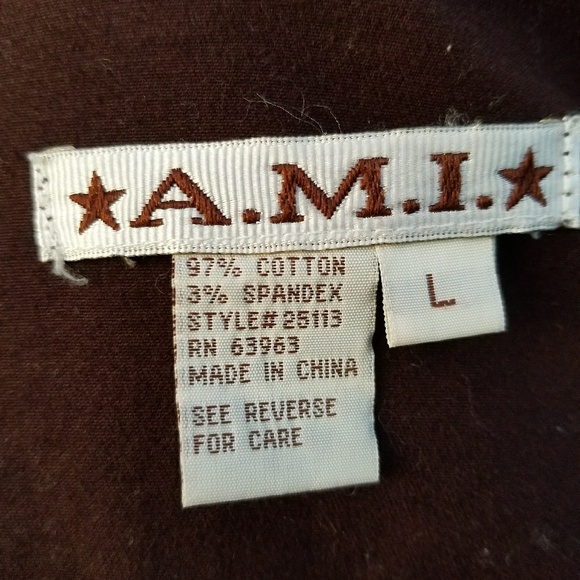 ★A.M.I.★
97% COTTON
3% SPANDEX
STYLE# 25113
RN 63963
MADE IN CHINA
SEE REVERSE
FOR CARE
L